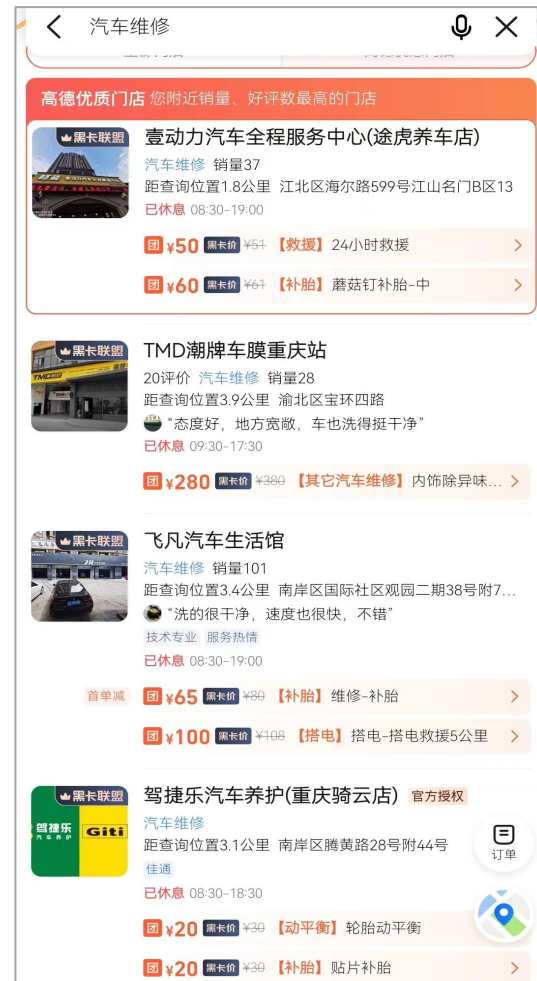 汽车维修
高德优质门店 您附近销量、好评数最高的门店
黑卡联盟
壹动力汽车全程服务中心(途虎养车店)
汽车维修 销量37
距查询位置1.8公里 江北区海尔路599号江山名门B区13
已休息 08:30-19:00
团 ¥50 黑卡价 ¥51 【救援】24小时救援
团 ¥60 黑卡价 ¥61 【补胎】蘑菇钉补胎-中
黑卡联盟
TMD潮牌车膜重庆站
20评价 汽车维修 销量28
距查询位置3.9公里 渝北区宝环四路
“态度好，地方宽敞，车也洗得挺干净”
已休息 09:30-17:30
团 ¥280 黑卡价 ¥380 【其它汽车维修】内饰除异味...
黑卡联盟
飞凡汽车生活馆
汽车维修 销量101
距查询位置3.4公里 南岸区国际社区观园二期38号附7...
“洗的很干净，速度也很快，不错”
技术专业 服务热情
已休息 08:30-19:00
首单减 团 ¥65 黑卡价 ¥80 【补胎】维修-补胎
团 ¥100 黑卡价 ¥108 【搭电】搭电-搭电救援5公里
黑卡联盟
驾捷乐
汽车养护
Giti
驾捷乐汽车养护(重庆骑云店) 官方授权
汽车维修
距查询位置3.1公里 南岸区腾黄路28号附44号
佳通
已休息 08:30-18:30
订单
团 ¥20 黑卡价 ¥30 【动平衡】轮胎动平衡
团 ¥20 黑卡价 ¥30 【补胎】贴片补胎